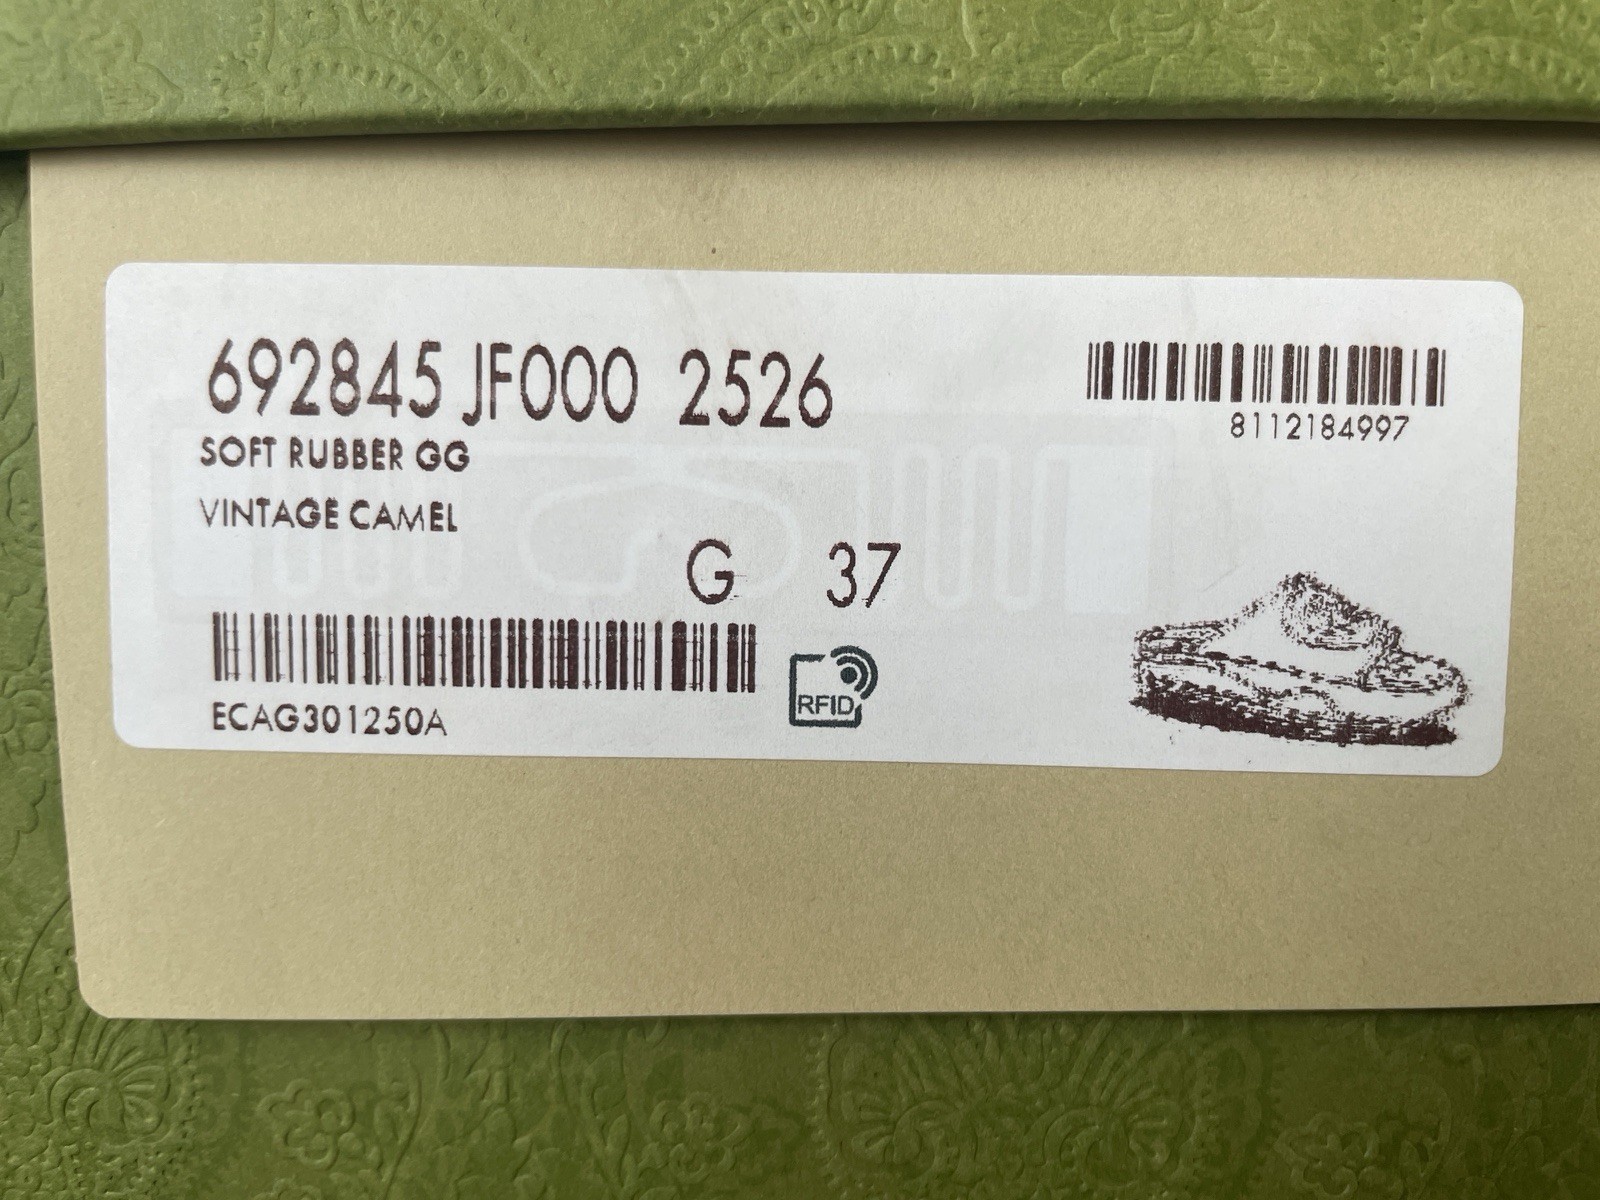 692845 JF000 2526
8112184997
SOFT RUBBER GG
VINTAGE CAMEL
G 37
ECAG301250A
RFID